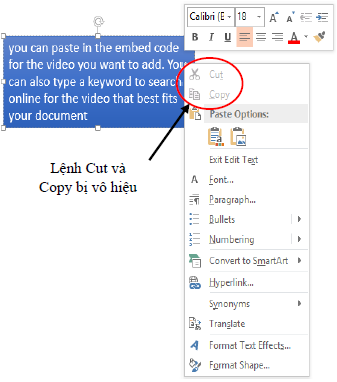 Calibri (E
18
A
A
B
I
U
A
you can paste in the embed code
for the video you want to add. You
can also type a keyword to search
online for the video that best fits
your document
Lệnh Cut và
Copy bị vô hiệu
Cut
Copy
Paste Options:
Exit Edit Text
Font...
Paragraph...
Bullets
Numbering
Convert to SmartArt
Hyperlink...
Synonyms
Translate
Format Text Effects...
Format Shape...